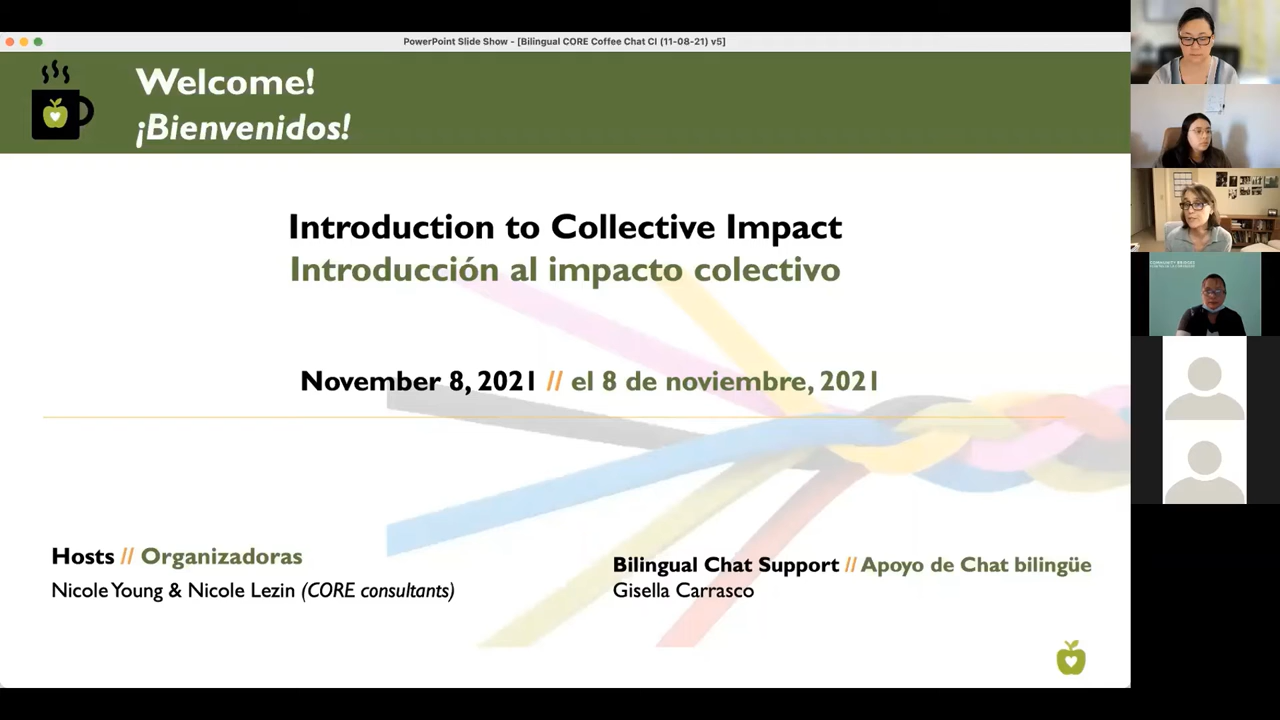 PowerPoint Slide Show - [Bilingual CORE Coffee Chat CI (11-08-21) v5]
Welcome!
¡Bienvenidos!
Introduction to Collective Impact
Introducción al impacto colectivo
November 8, 2021 // el 8 de noviembre, 2021
Hosts // Organizadoras
Nicole Young & Nicole Lezin (CORE consultants)
Bilingual Chat Support // Apoyo de Chat bilingüe
Gisella Carrasco
COMMUNITY BRIDGES